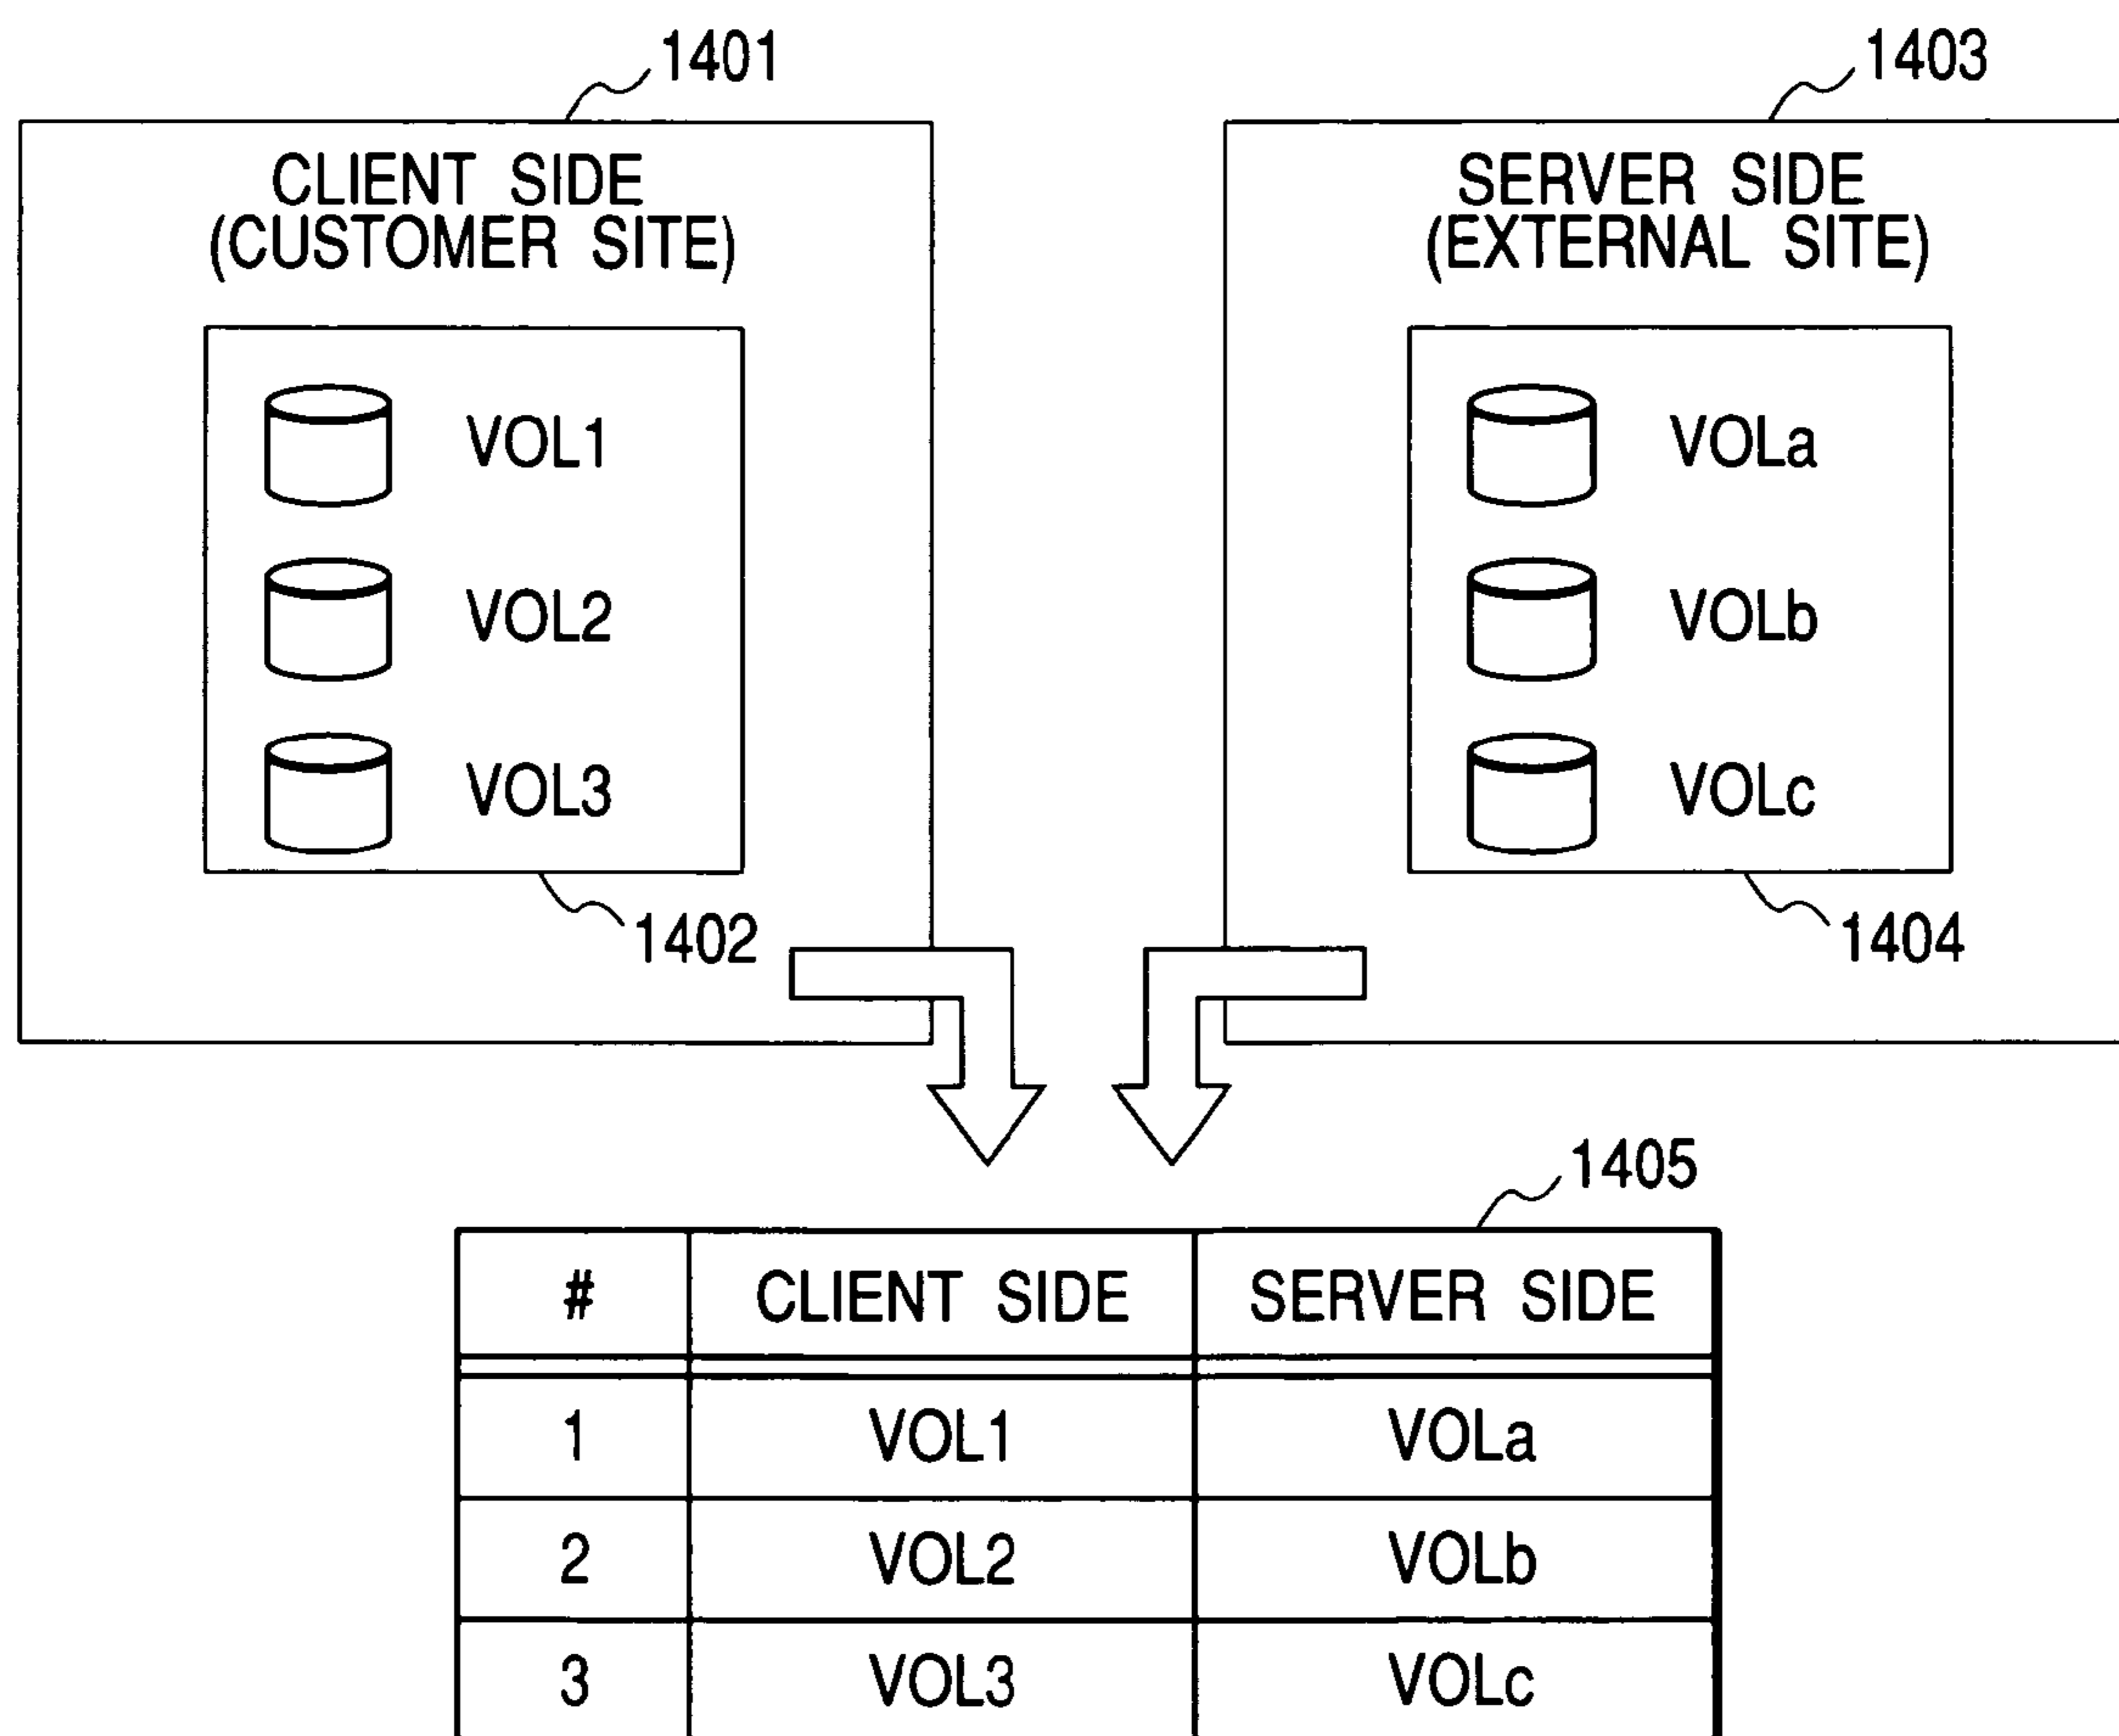 1401
1403
CLIENT SIDE
(CUSTOMER SITE)
VOL1
VOL2
VOL3
1402
SERVER SIDE
(EXTERNAL SITE)
VOLa
VOLb
VOLc
1404
1405
# CLIENT SIDE SERVER SIDE
1 VOL1 VOLa
2 VOL2 VOLb
3 VOL3 VOLc